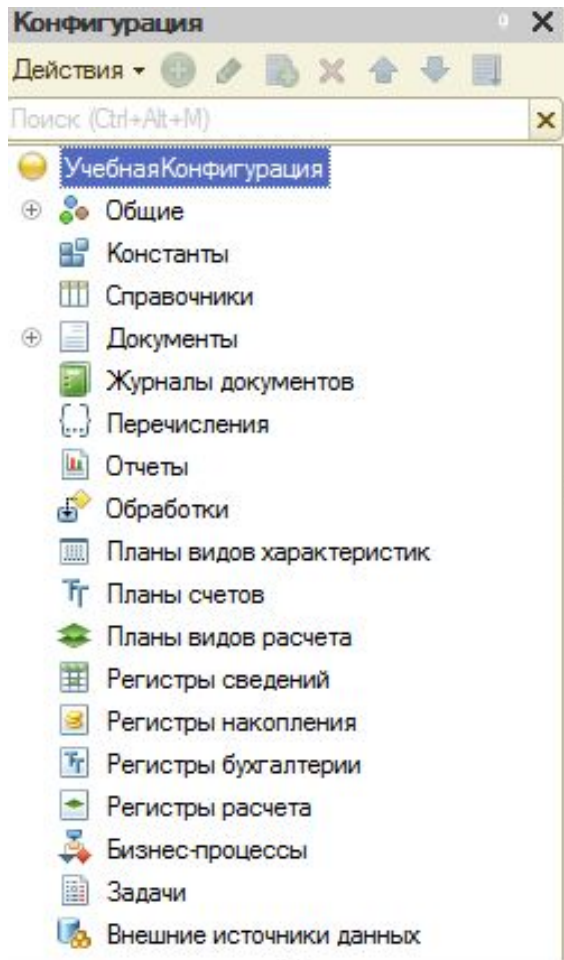 Конфигурация
Действия
Поиск (Ctrl+Alt+M)
УчебнаяКонфигурация
Общие
Константы
Справочники
Документы
Журналы документов
Перечисления
Отчеты
Обработки
Планы видов характеристик
Планы счетов
Планы видов расчета
Регистры сведений
Регистры накопления
Регистры бухгалтерии
Регистры расчета
Бизнес-процессы
Задачи
Внешние источники данных